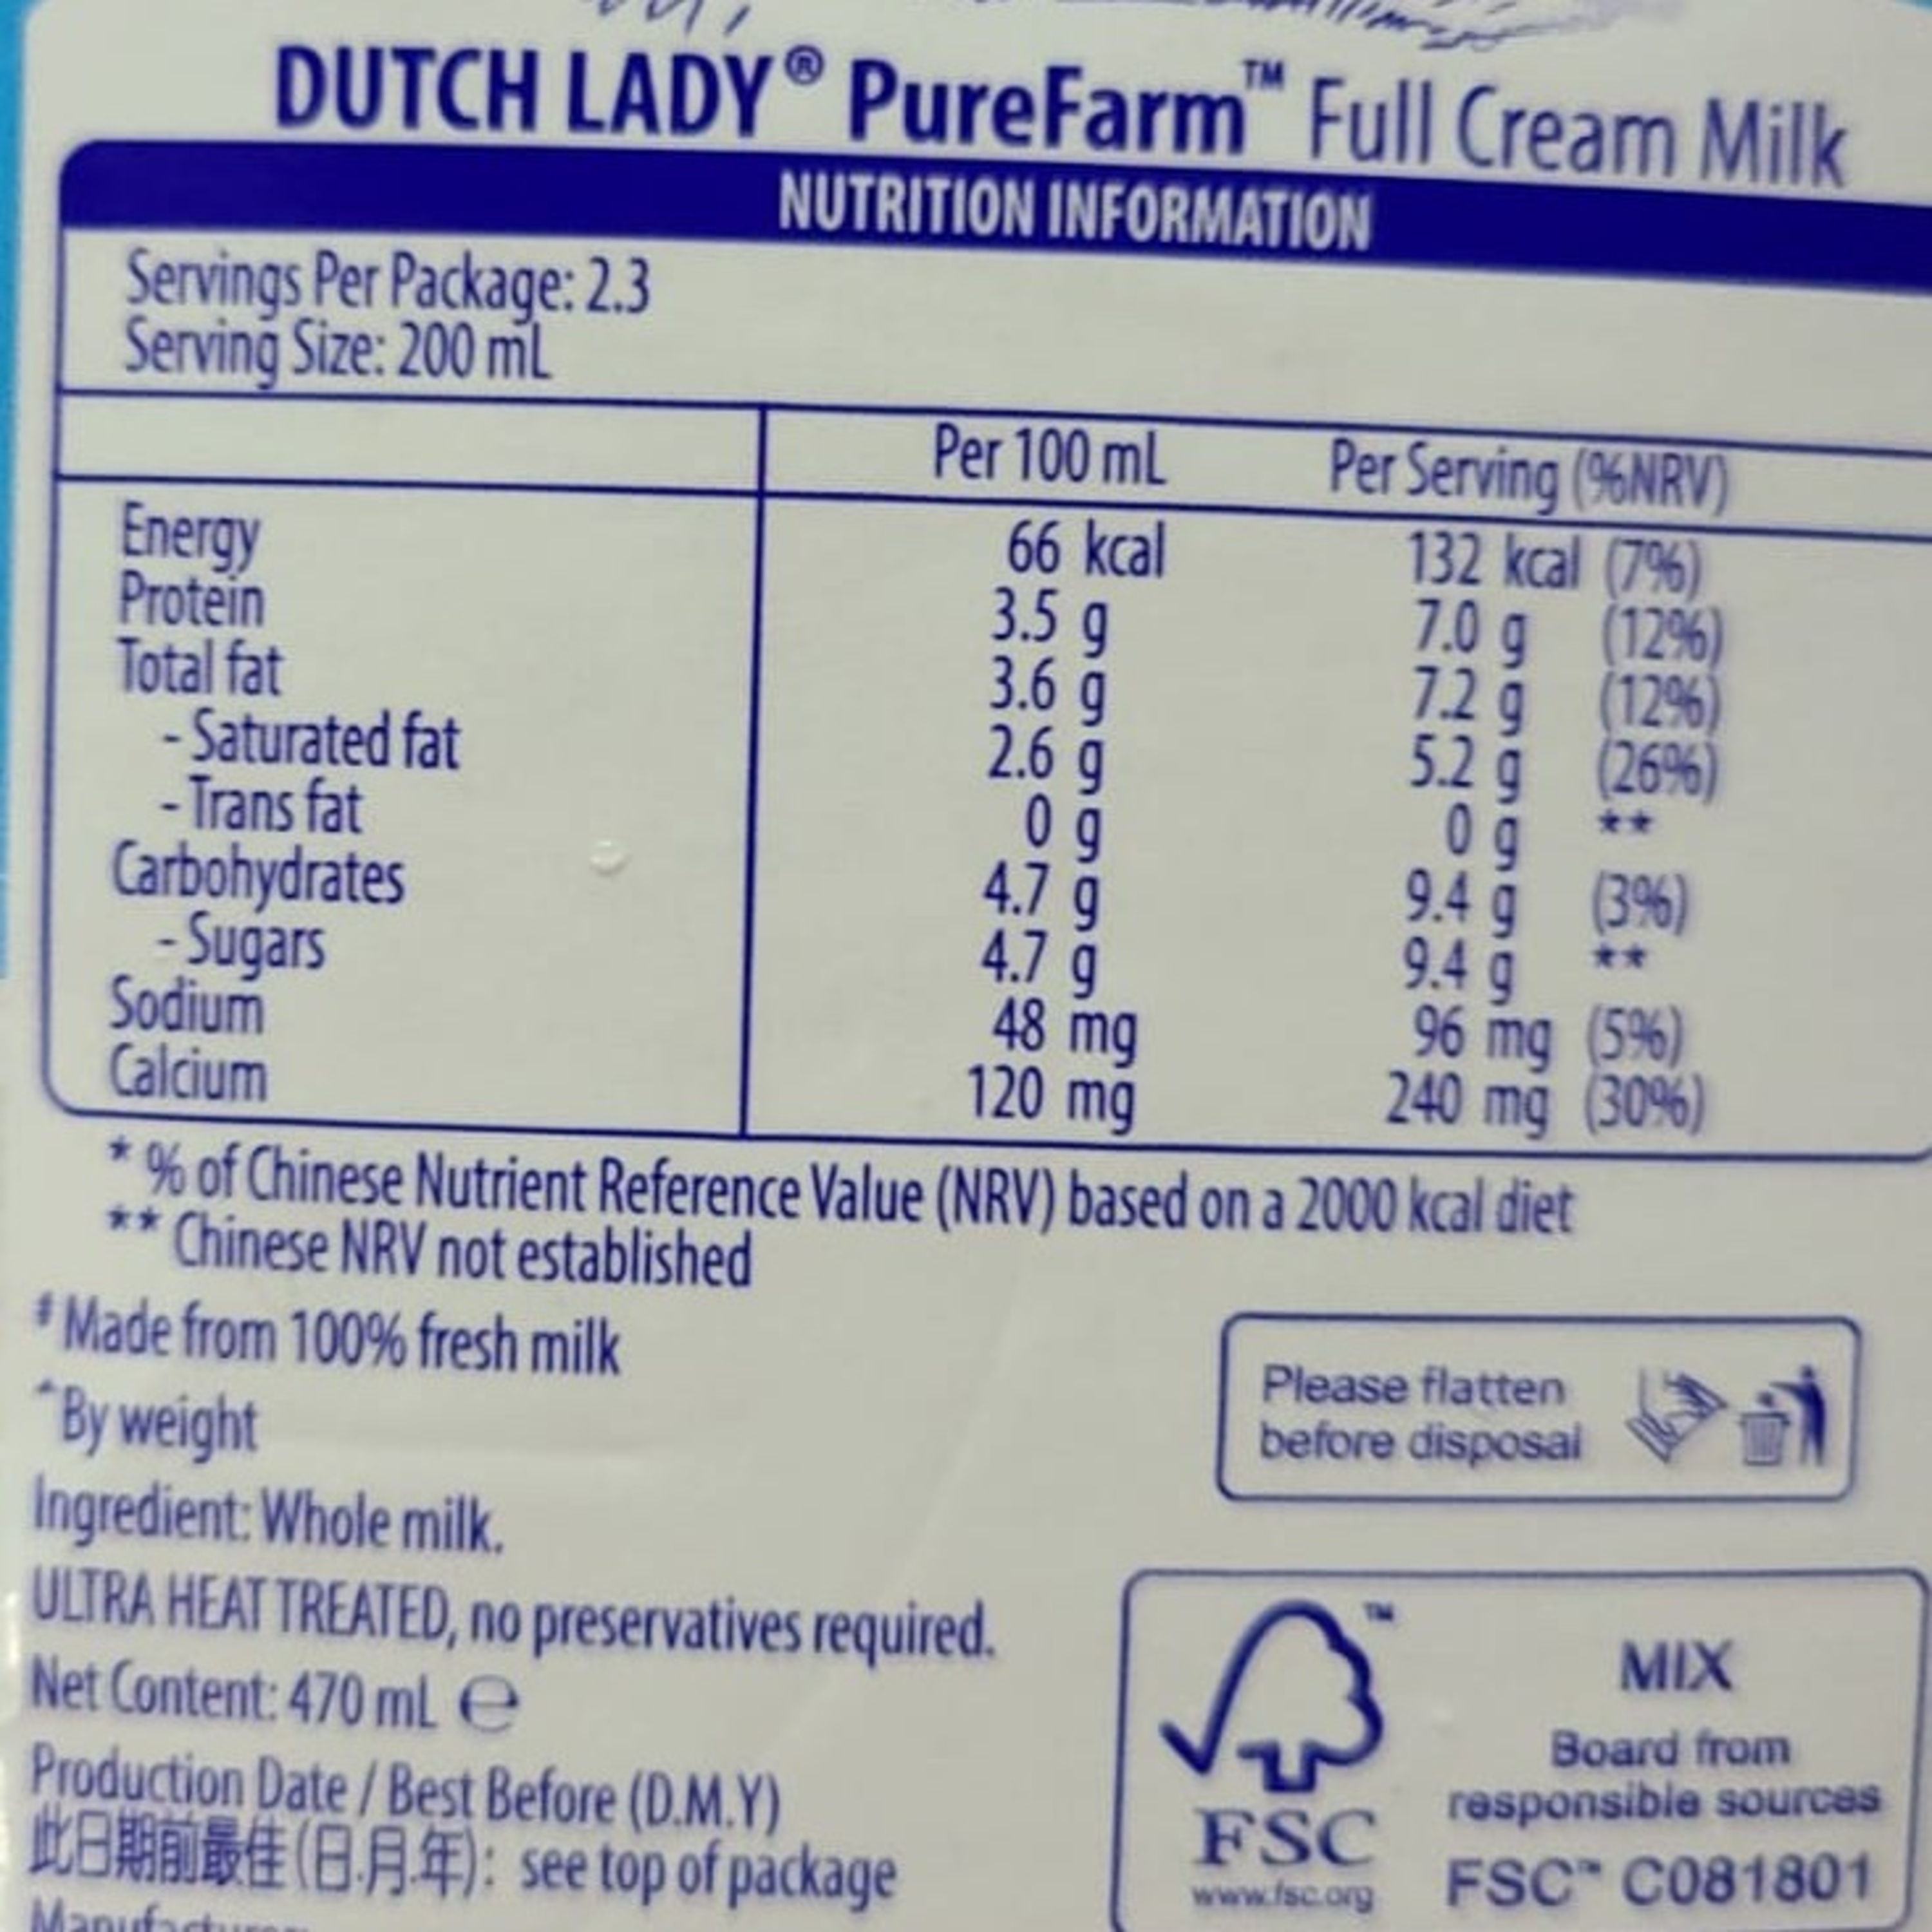 DUTCH LADY® PureFarm™ Full Cream Milk
NUTRITION INFORMATION
Servings Per Package: 2.3
Serving Size: 200 mL
Per 100 mL Per Serving (%NRV)
Energy 66 kcal 132 kcal (7%)
Protein 3.5 g 7.0 g (12%)
Total fat 3.6 g 7.2 g (12%)
- Saturated fat 2.6 g 5.2 g (26%)
- Trans fat 0 g 0 g **
Carbohydrates 4.7 g 9.4 g (3%)
- Sugars 4.7 g 9.4 g **
Sodium 48 mg 96 mg (5%)
Calcium 120 mg 240 mg (30%)
* % of Chinese Nutrient Reference Value (NRV) based on a 2000 kcal diet
** Chinese NRV not established
# Made from 100% fresh milk
^By weight
Ingredient: Whole milk.
ULTRA HEAT TREATED, no preservatives required.
Net Content: 470 mL ℮
Production Date / Best Before (D.M.Y)
此日期前最佳(日.月.年): see top of package
Please flatten
before disposal
™
FSC
www.fsc.org
MIX
Board from
responsible sources
FSC™ C081801